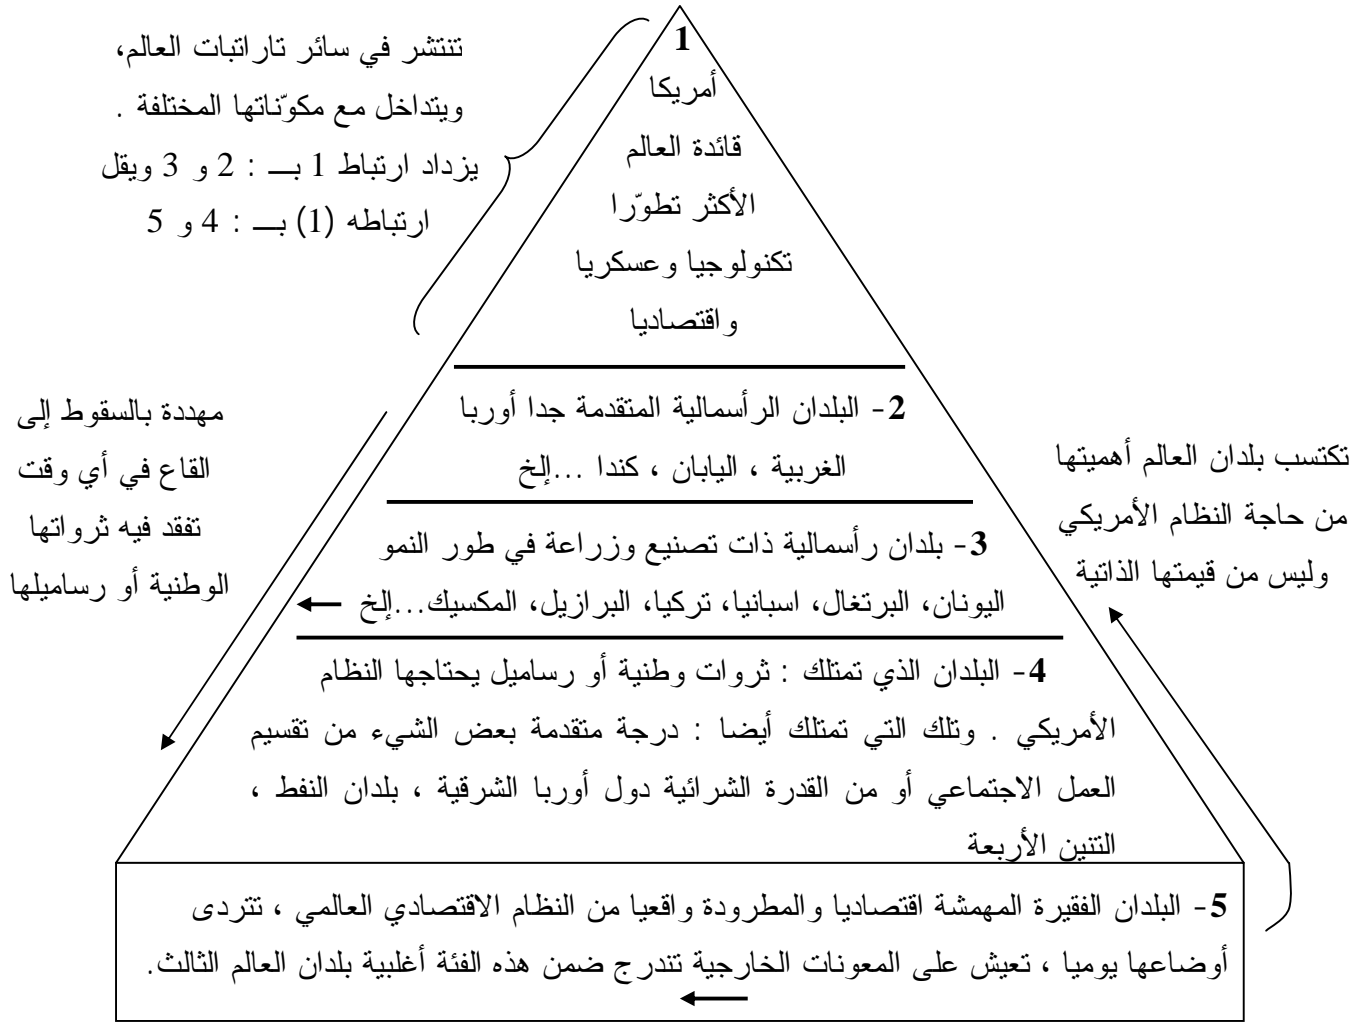 تنتشر في سائر تاراتبات العالم،
ويتداخل مع مكوّناتها المختلفة .
يزداد ارتباط 1 بــ : 2 و 3 ويقل
ارتباطه (1) بــ : 4 و 5
1
أمريكا
قائدة العالم
الأكثر تطوّرا
تكنولوجيا وعسكريا
واقتصاديا
2- البلدان الرأسمالية المتقدمة جدا أوربا
الغربية ، اليابان ، كندا ...إلخ
مهددة بالسقوط إلى
القاع في أي وقت
تفقد فيه ثرواتها
الوطنية أو رساميلها
تكتسب بلدان العالم أهميتها
من حاجة النظام الأمريكي
وليس من قيمتها الذاتية
3- بلدان رأسمالية ذات تصنيع وزراعة في طور النمو
اليونان، البرتغال، اسبانيا، تركيا، البرازيل، المكسيك...إلخ
4- البلدان الذي تمتلك : ثروات وطنية أو رساميل يحتاجها النظام
الأمريكي . وتلك التي تمتلك أيضا : درجة متقدمة بعض الشيء من تقسيم
العمل الاجتماعي أو من القدرة الشرائية دول أوربا الشرقية ، بلدان النفط ،
التنين الأربعة
5- البلدان الفقيرة المهمشة اقتصاديا والمطرودة واقعيا من النظام الاقتصادي العالمي ، تتردى
أوضاعها يوميا ، تعيش على المعونات الخارجية تندرج ضمن هذه الفئة أغلبية بلدان العالم الثالث.